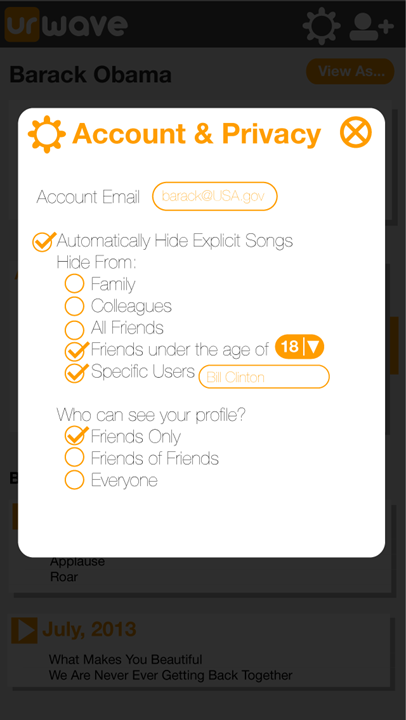 urwave
Barack Obama
View As...
Account & Privacy
Account Email
barack@USA.gov
Automatically Hide Explicit Songs
Hide From:
Family
Colleagues
All Friends
Friends under the age of 18
Specific Users Bill Clinton
Who can see your profile?
Friends Only
Friends of Friends
Everyone
B
Applause
Roar
July, 2013
What Makes You Beautiful
We Are Never Ever Getting Back Together